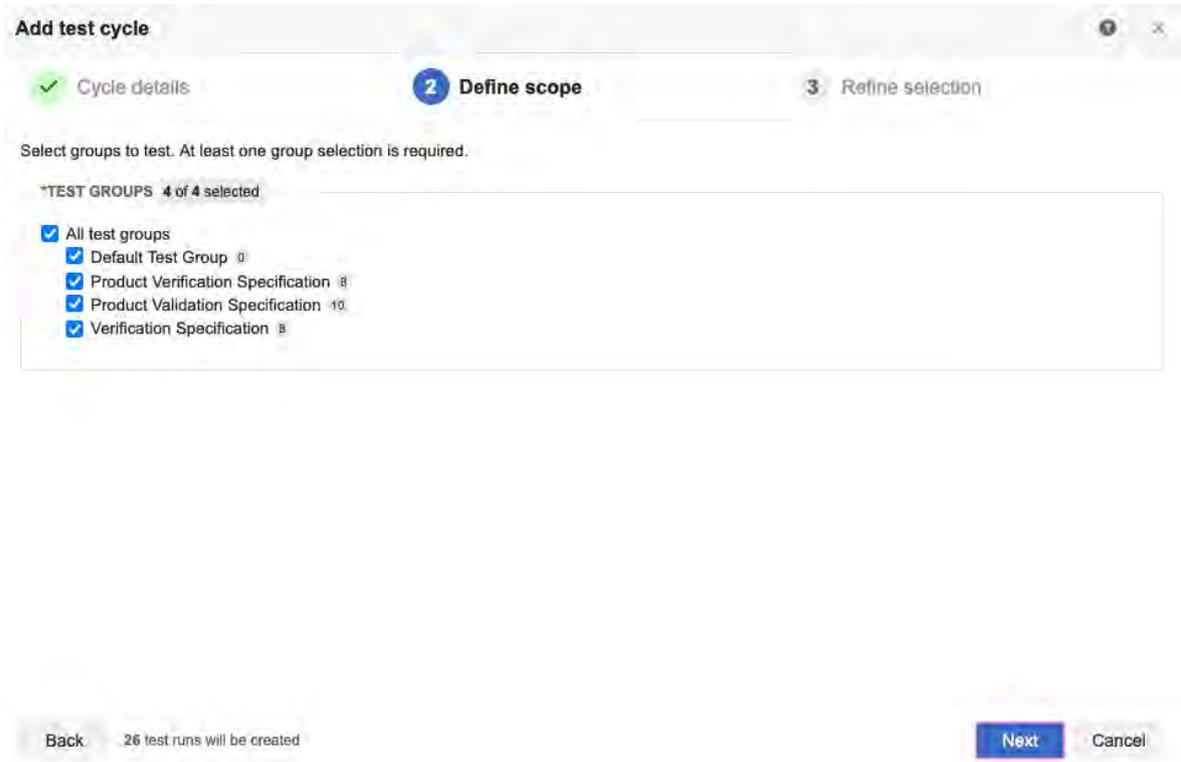 Add test cycle
Cycle details
2 Define scope
3 Refine selection
Select groups to test. At least one group selection is required.
*TEST GROUPS 4 of 4 selected
All test groups
Default Test Group 0
Product Verification Specification 8
Product Validation Specification 10
Verification Specification 8
Back 26 test runs will be created Next Cancel